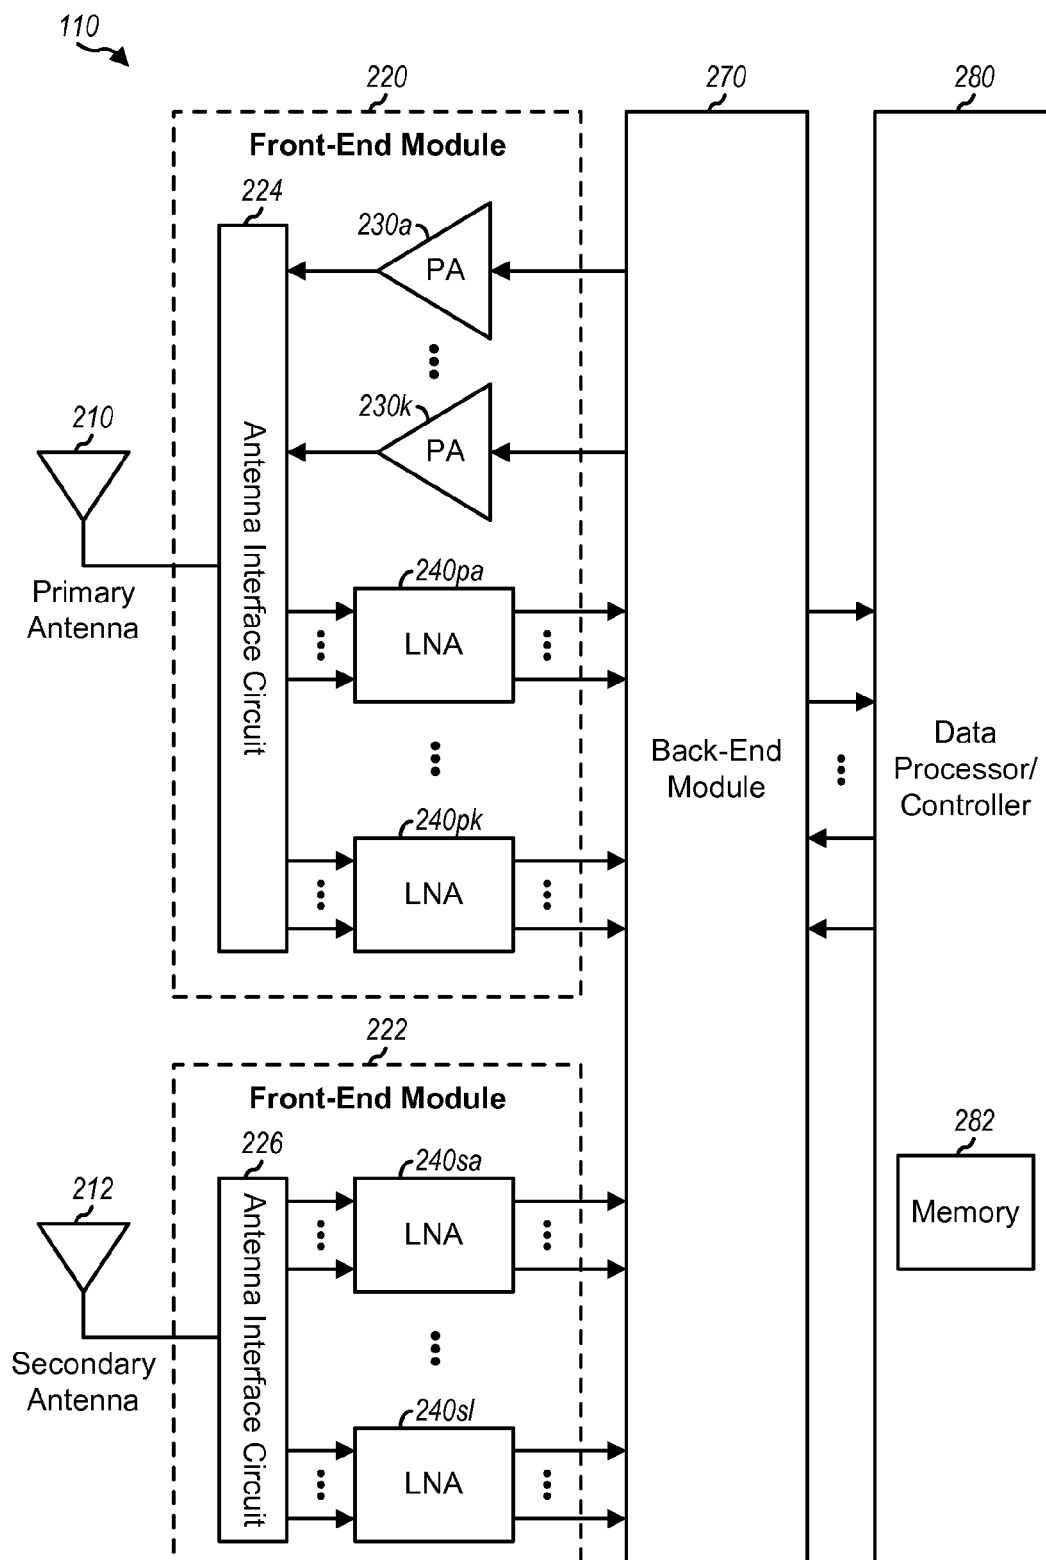 110
220
270
280
Front-End Module
224
230a
PA
230k
PA
210
Primary
Antenna
Antenna Interface Circuit
240pa
LNA
240pk
LNA
Back-End
Module
Data
Processor/
Controller
222
Front-End Module
226
240sa
LNA
212
Secondary
Antenna
Antenna Interface Circuit
240sl
LNA
282
Memory